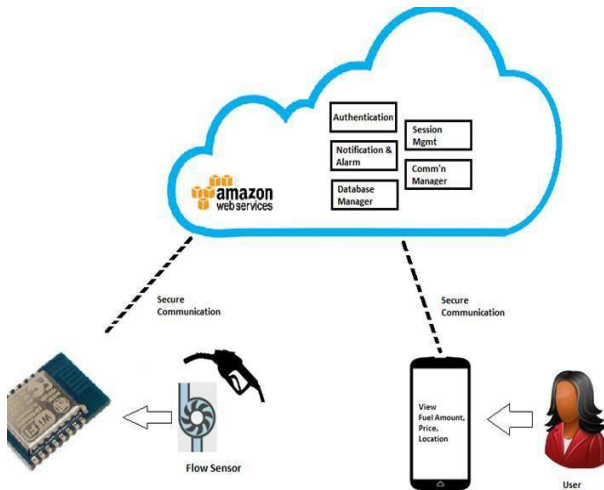 Authentication
Session
Mgmt
Notification &
Alarm
Comm'n
Manager
Database
Manager
amazon
web services
Secure
Communication
Secure
Communication
View
Fuel Amount,
Price,
Location
Flow Sensor
User